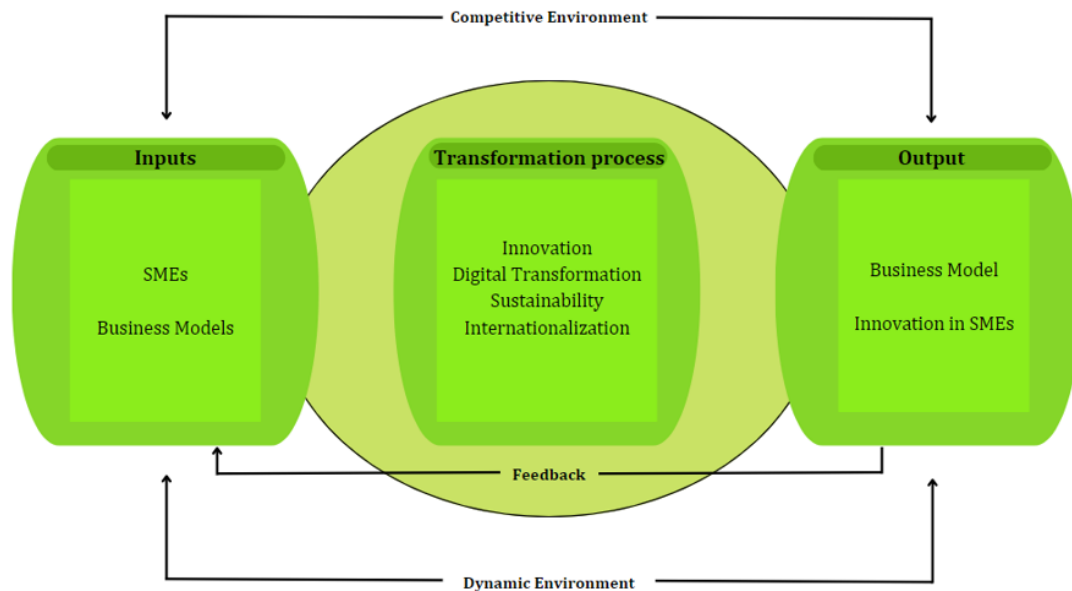 Competitive Environment
Inputs
SMEs
Business Models
Transformation process
Innovation
Digital Transformation
Sustainability
Internationalization
Output
Business Model
Innovation in SMEs
Feedback
Dynamic Environment